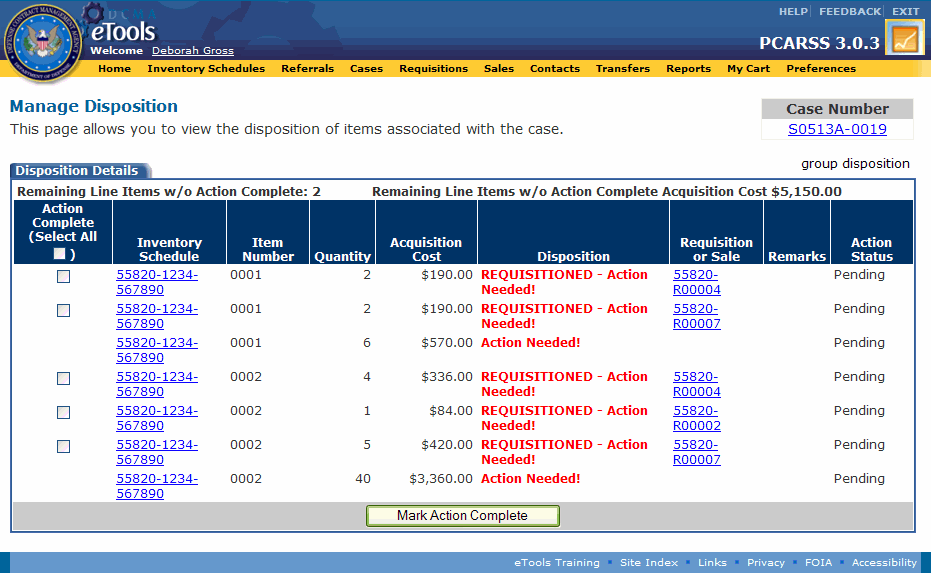 DCMA
HELP FEEDBACK EXIT
eTools
Welcome Deborah Gross
PCARSS 3.0.3
Home Inventory Schedules Referrals Cases Requisitions Sales Contacts Transfers Reports My Cart Preferences
Manage Disposition
This page allows you to view the disposition of items associated with the case.
Case Number
S0513A-0019
group disposition
Disposition Details
Remaining Line Items w/o Action Complete: 2 Remaining Line Items w/o Action Complete Acquisition Cost $5,150.00
Action
Complete
(Select All
)
Inventory
Schedule
Item
Number
Quantity
Acquisition
Cost
Disposition
Requisition
or Sale
Remarks
Action
Status
55820-1234- 0001 2 $190.00 REQUISITIONED - Action 55820- Pending
567890 Needed! R00004
55820-1234- 0001 2 $190.00 REQUISITIONED - Action 55820- Pending
567890 Needed! R00007
55820-1234- 0001 6 $570.00 Action Needed! Pending
567890
55820-1234- 0002 4 $336.00 REQUISITIONED - Action 55820- Pending
567890 Needed! R00004
55820-1234- 0002 1 $84.00 REQUISITIONED - Action 55820- Pending
567890 Needed! R00002
55820-1234- 0002 5 $420.00 REQUISITIONED - Action 55820- Pending
567890 Needed! R00007
55820-1234- 0002 40 $3,360.00 Action Needed! Pending
567890
Mark Action Complete
eTools Training Site Index Links Privacy FOIA Accessibility